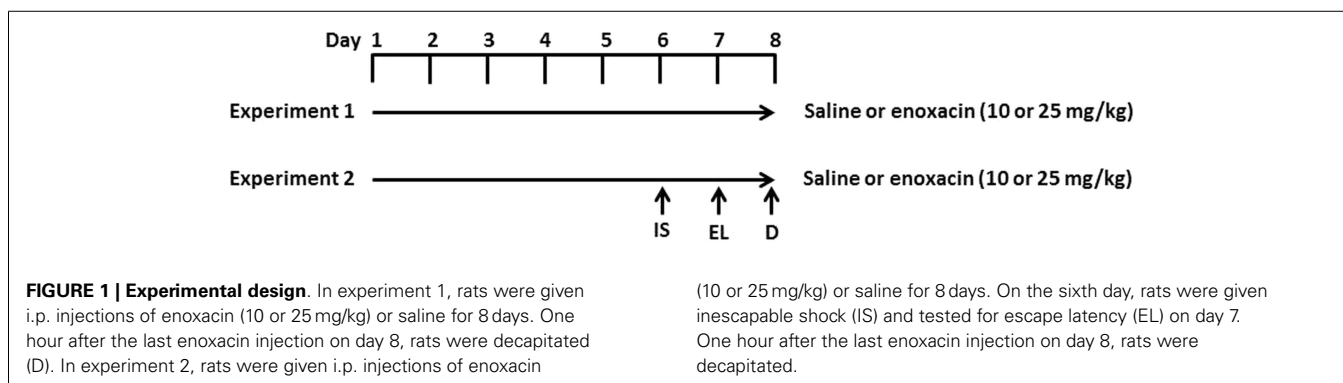 Day 1 2 3 4 5 6 7 8
Experiment 1 Saline or enoxacin (10 or 25 mg/kg)
Experiment 2 Saline or enoxacin (10 or 25 mg/kg)
IS EL D
FIGURE 1 | Experimental design. In experiment 1, rats were given
i.p. injections of enoxacin (10 or 25 mg/kg) or saline for 8 days. One
hour after the last enoxacin injection on day 8, rats were decapitated
(D). In experiment 2, rats were given i.p. injections of enoxacin
(10 or 25 mg/kg) or saline for 8 days. On the sixth day, rats were given
inescapable shock (IS) and tested for escape latency (EL) on day 7.
One hour after the last enoxacin injection on day 8, rats were
decapitated.